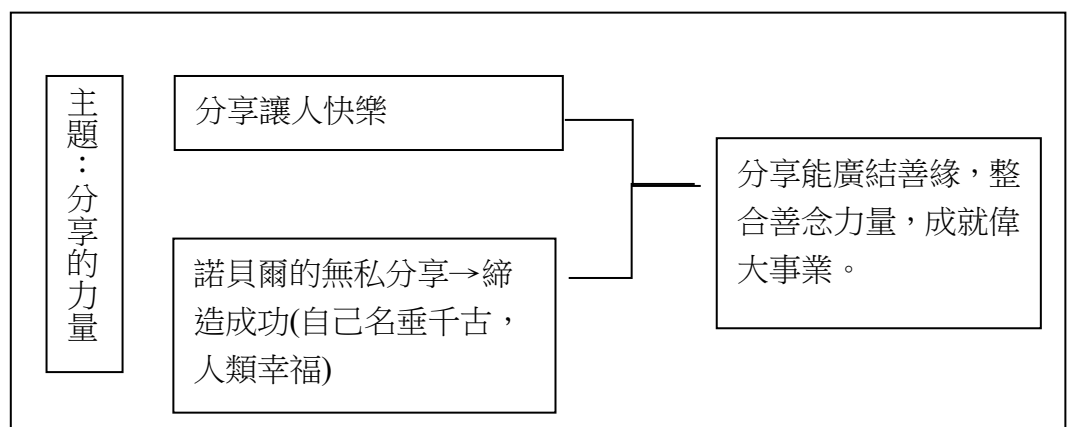 主題：分享的力量
分享讓人快樂
諾貝爾的無私分享→締
造成功(自己名垂千古，
人類幸福)
分享能廣結善緣，整
合善念力量，成就偉
大事業。